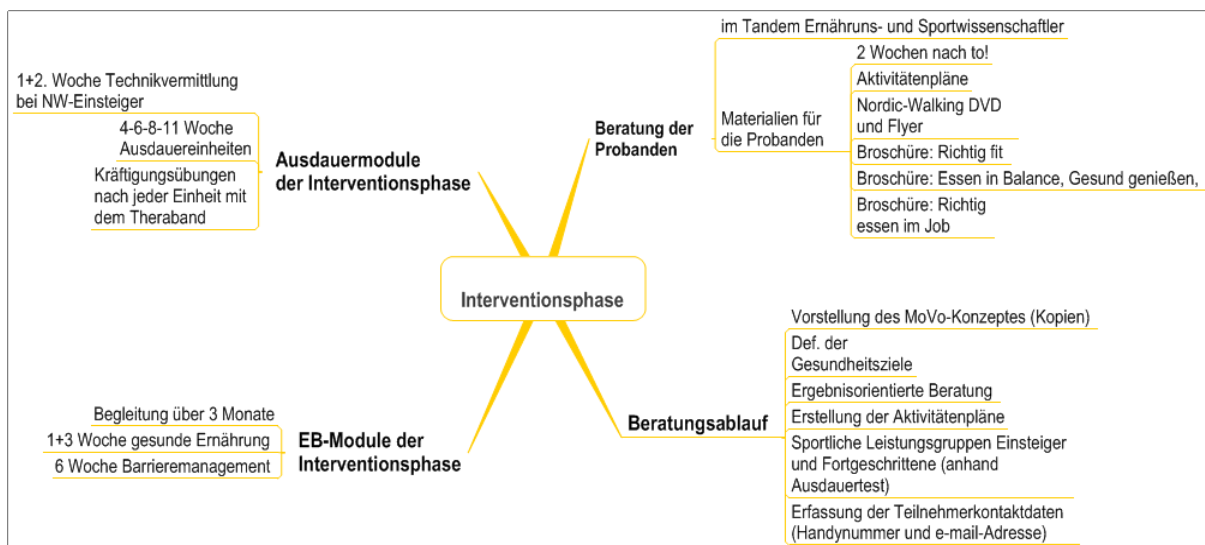 im Tandem Ernähruns- und Sportwissenschaftler
2 Wochen nach to!
Aktivitätenpläne
Nordic-Walking DVD
und Flyer
Materialien für
die Probanden
Broschüre: Richtig fit
Broschüre: Essen in Balance, Gesund genießen,
Broschüre: Richtig
essen im Job
Beratung der
Probanden
1+2. Woche Technikvermittlung
bei NW-Einsteiger
4-6-8-11 Woche
Ausdauereinheiten
Kräftigungsübungen
nach jeder Einheit mit
dem Theraband
Ausdauermodule
der Interventionsphase
Interventionsphase
Vorstellung des MoVo-Konzeptes (Kopien)
Def. der
Gesundheitsziele
Ergebnisorientierte Beratung
Erstellung der Aktivitätenpläne
Sportliche Leistungsgruppen Einsteiger
und Fortgeschrittene (anhand
Ausdauertest)
Erfassung der Teilnehmerkontaktdaten
(Handynummer und e-mail-Adresse)
Beratungsablauf
Begleitung über 3 Monate
1+3 Woche gesunde Ernährung
6 Woche Barrieremanagement
EB-Module der
Interventionsphase